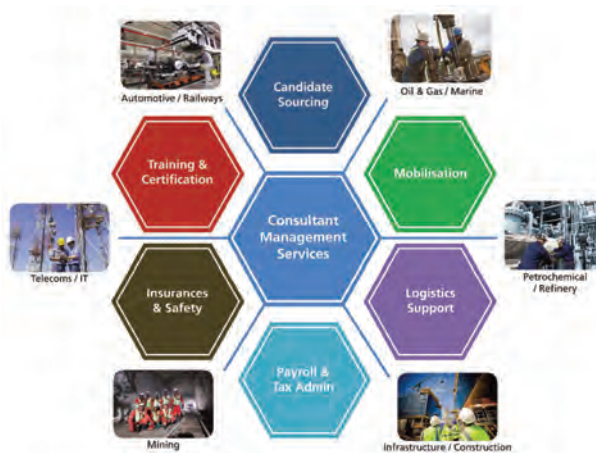 Candidate
Sourcing
Automotive / Railways
Oil & Gas / Marine
Training &
Certification
Mobilisation
Consultant
Management
Services
Telecoms / IT
Petrochemical
/ Refinery
Insurances
& Safety
Logistics
Support
Payroll &
Tax Admin
Mining
Infrastructure / Construction